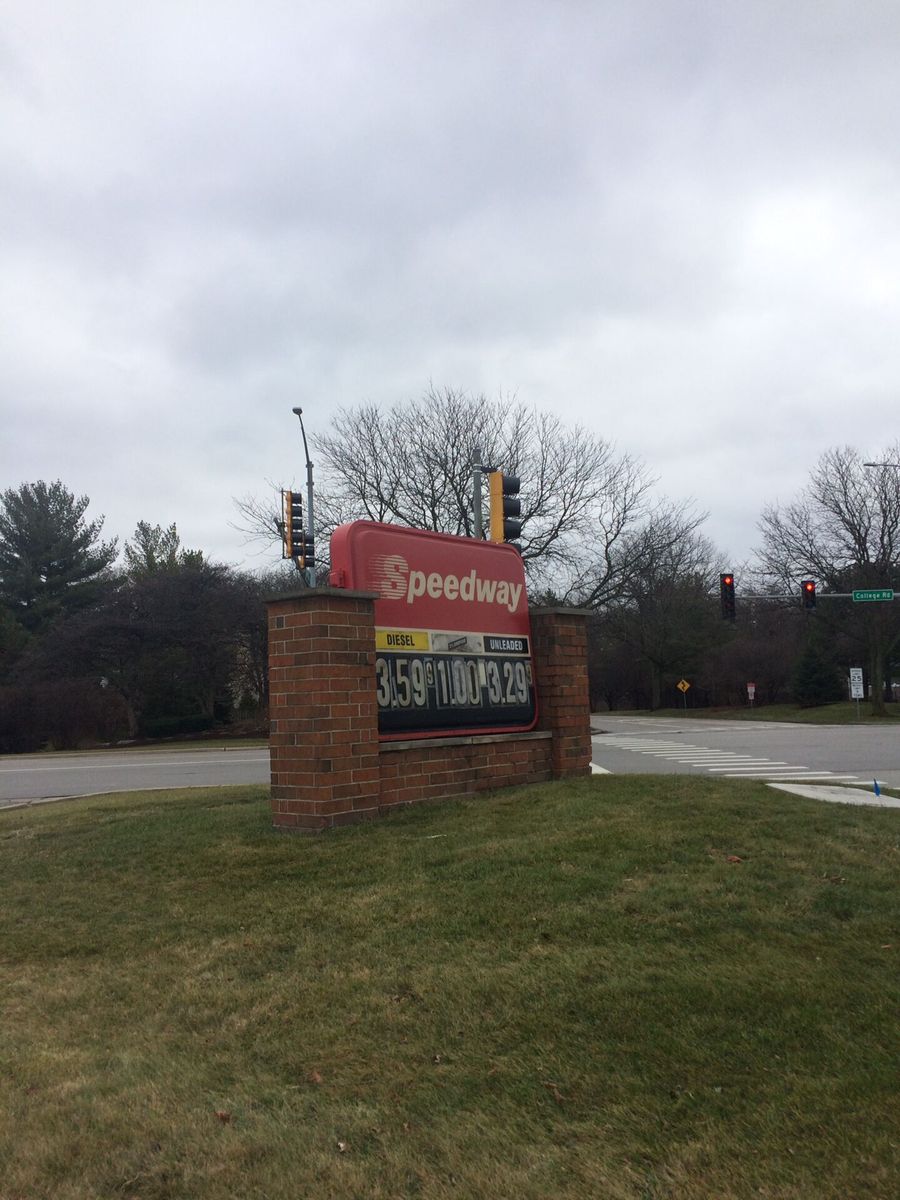 Speedway
DIESEL
UNLEADED
3.59 1.00 3.29
College Rd
25